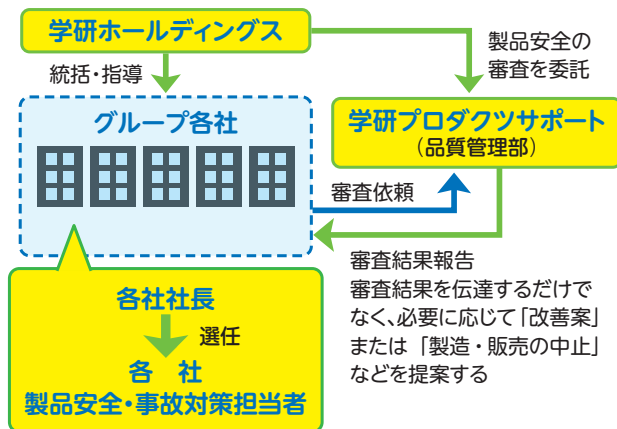 学研ホールディングス
製品安全の
審査を委託
統括・指導
グループ各社
学研プロダクツサポート
（品質管理部）
審査依頼
審査結果報告
審査結果を伝達するだけで
なく、必要に応じて「改善案」
または「製造・販売の中止」
などを提案する
各社社長
選任
各　社
製品安全・事故対策担当者